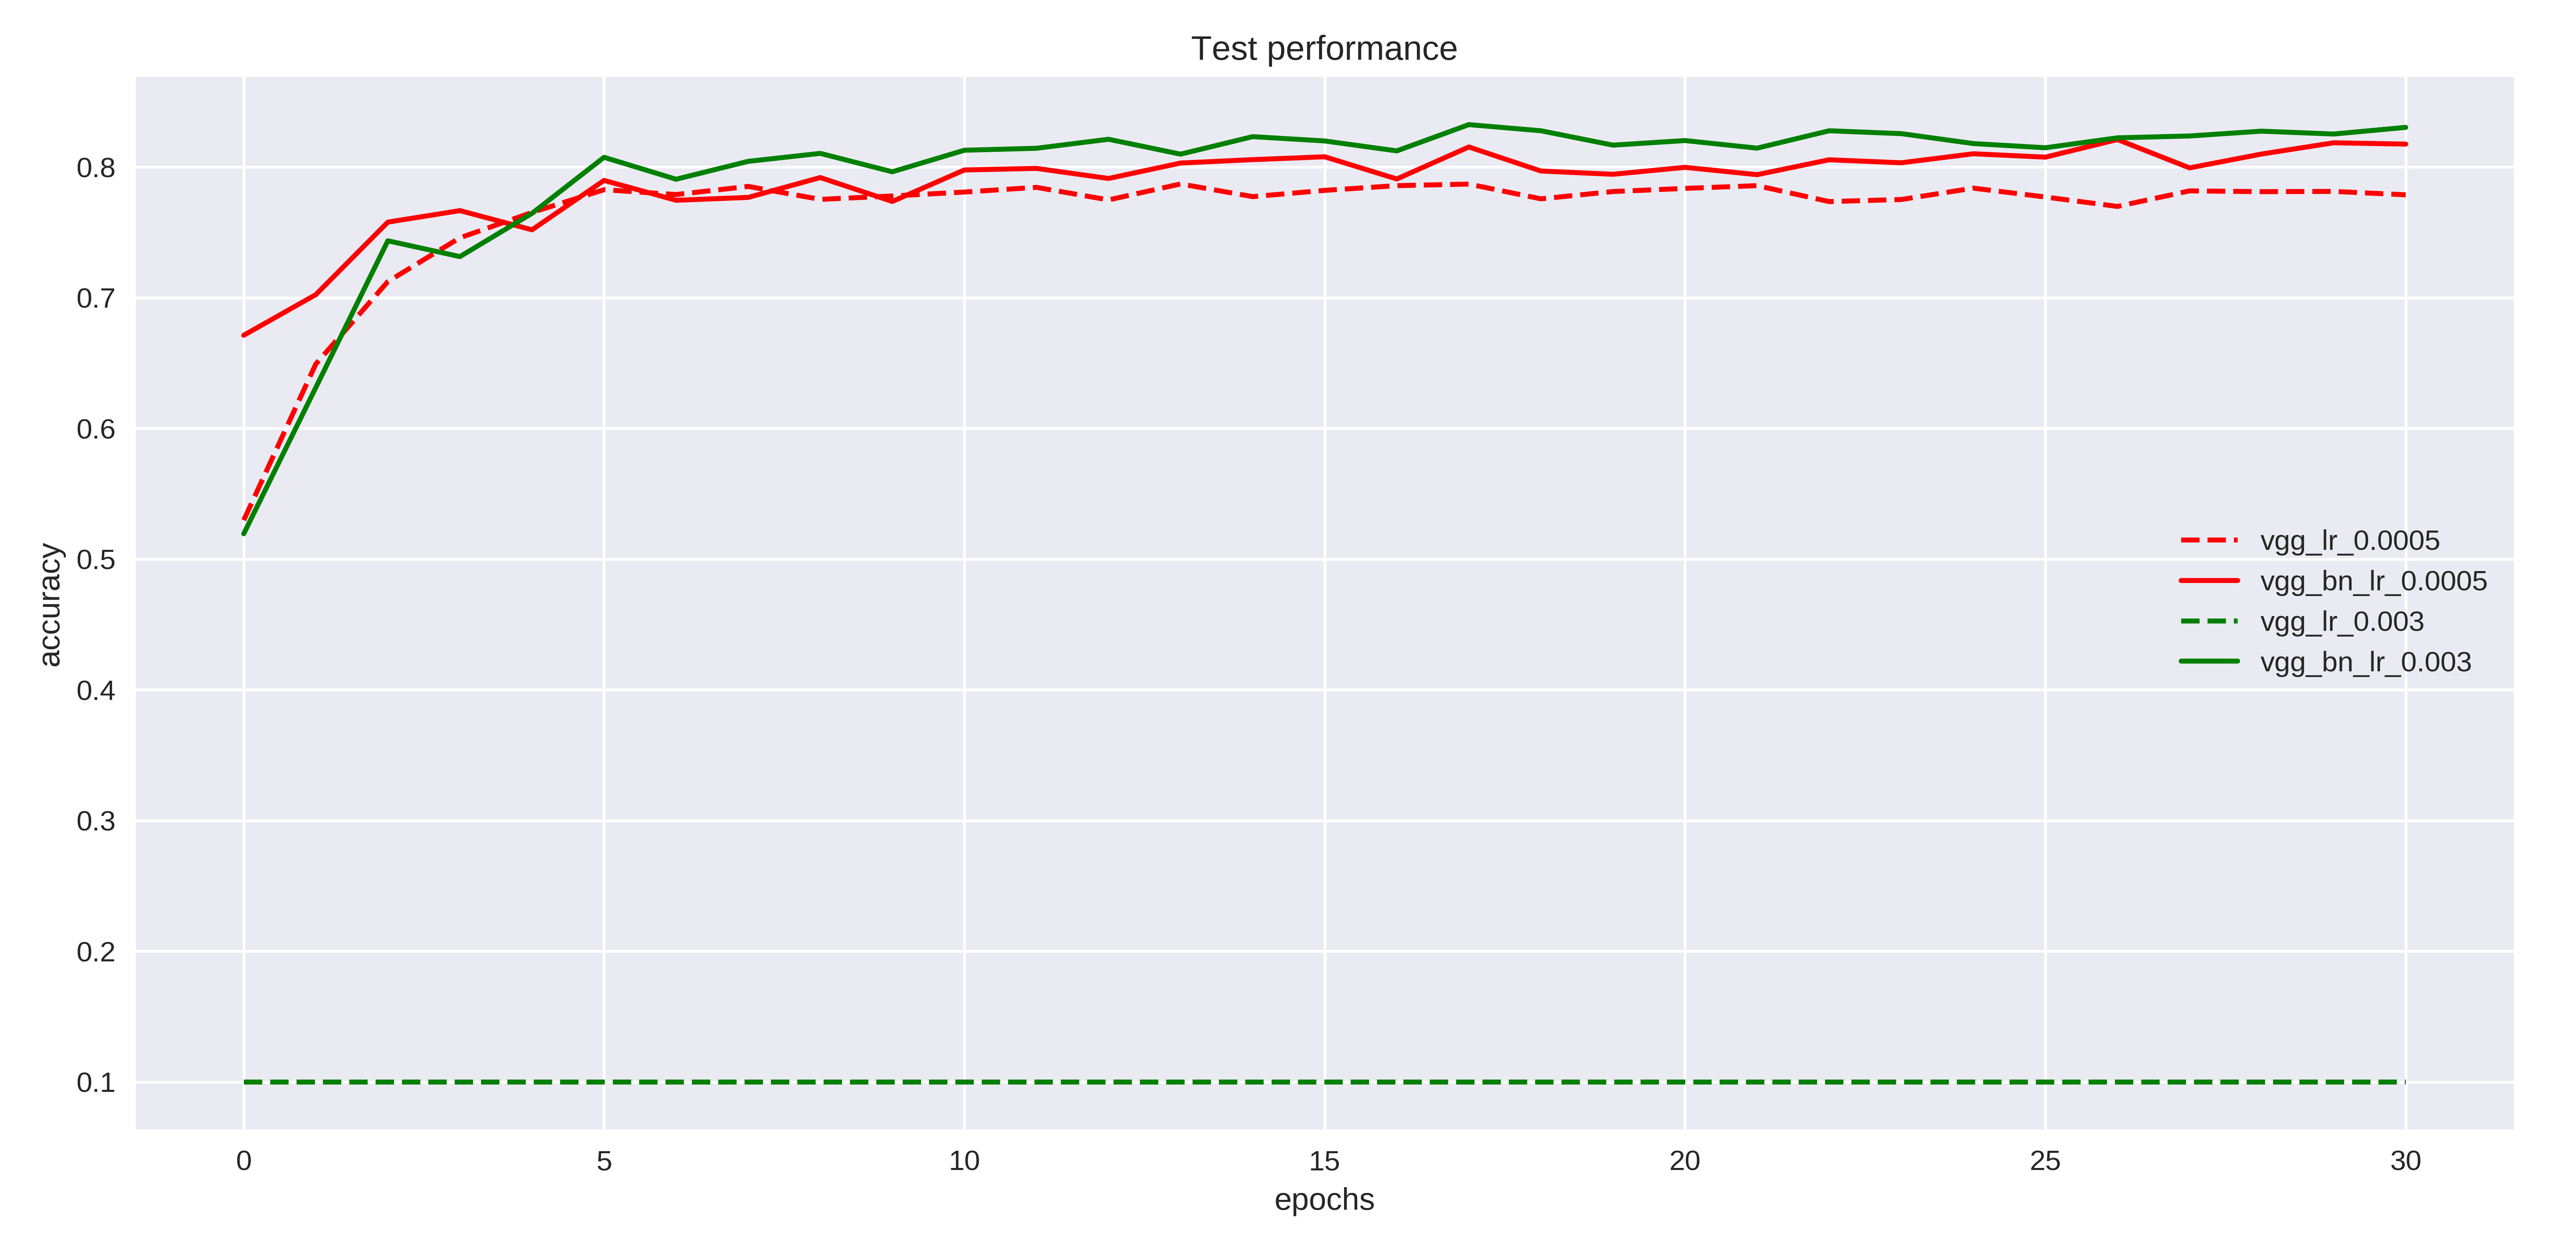 Test performance
0.8
0.7
0.6
0.5
0.4
0.3
0.2
0.1
accuracy
vgg_lr_0.0005
vgg_bn_lr_0.0005
vgg_lr_0.003
vgg_bn_lr_0.003
0 5 10 15 20 25 30
epochs